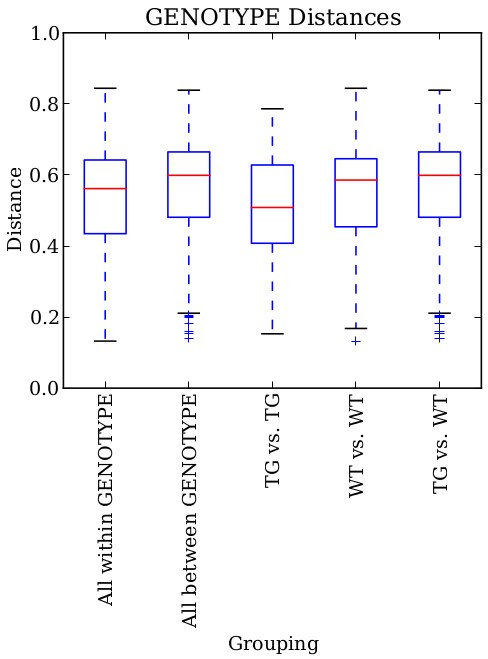 GENOTYPE Distances
1.0
0.8
0.6
0.4
0.2
0.0
Distance
All within GENOTYPE
All between GENOTYPE
TG vs. TG
WT vs. WT
TG vs. WT
Grouping